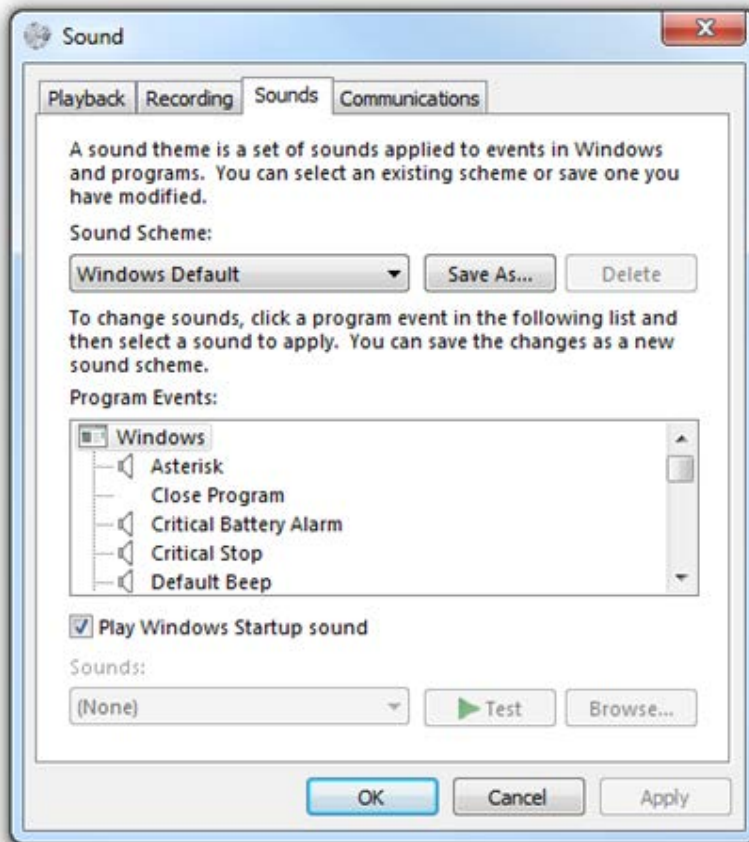 Sound
Playback
Recording
Sounds
Communications
A sound theme is a set of sounds applied to events in Windows
and programs. You can select an existing scheme or save one you
have modified.
Sound Scheme:
Windows Default
Save As...
Delete
To change sounds, click a program event in the following list and
then select a sound to apply. You can save the changes as a new
sound scheme.
Program Events:
Windows
Asterisk
Close Program
Critical Battery Alarm
Critical Stop
Default Beep
Play Windows Startup sound
Sounds:
(None)
Test
Browse...
OK
Cancel
Apply